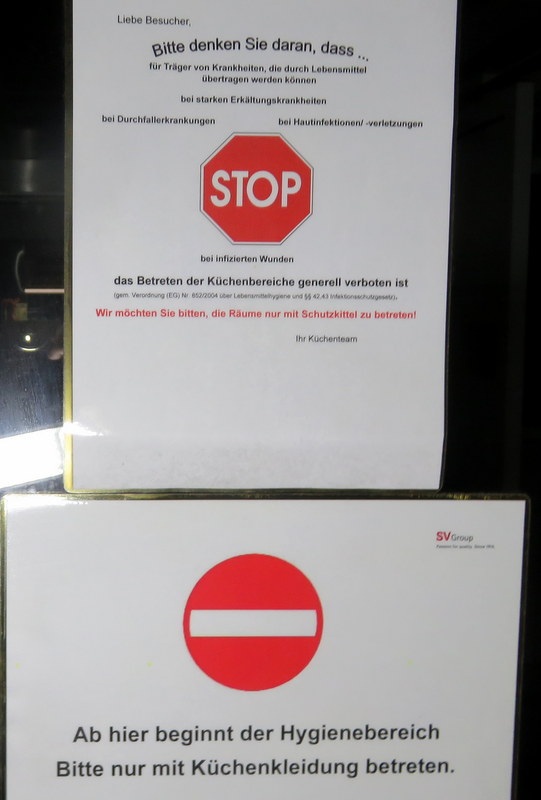 Liebe Besucher,
Bitte denken Sie daran, dass ...
für Träger von Krankheiten, die durch Lebensmittel
übertragen werden können
bei starken Erkältungskrankheiten
bei Durchfallerkrankungen bei Hautinfektionen/ -verletzungen
STOP
bei infizierten Wunden
das Betreten der Küchenbereiche generell verboten ist
(gem. Verordnung (EG) Nr. 852/2004 über Lebensmittelhygiene und §§ 42,43 Infektionsschutzgesetz).
Wir möchten Sie bitten, die Räume nur mit Schutzkittel zu betreten!
Ihr Küchenteam
SV Group
Ab hier beginnt der Hygienebereich
Bitte nur mit Küchenkleidung betreten.